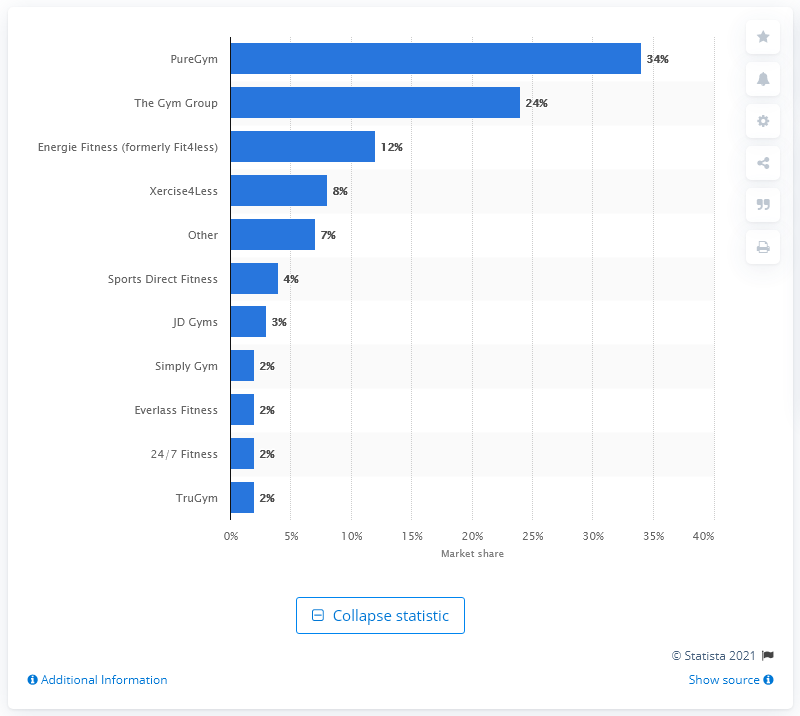 PureGym 34%
The Gym Group 24%
Energie Fitness (formerly Fit4less) 12%
Xercise4Less 8%
Other 7%
Sports Direct Fitness 4%
JD Gyms 3%
Simply Gym 2%
Everlass Fitness 2%
24/7 Fitness 2%
TruGym 2%
0% 5% 10% 15% 20% 25% 30% 35% 40%
Market share
Collapse statistic
© Statista 2021
Additional Information Show source